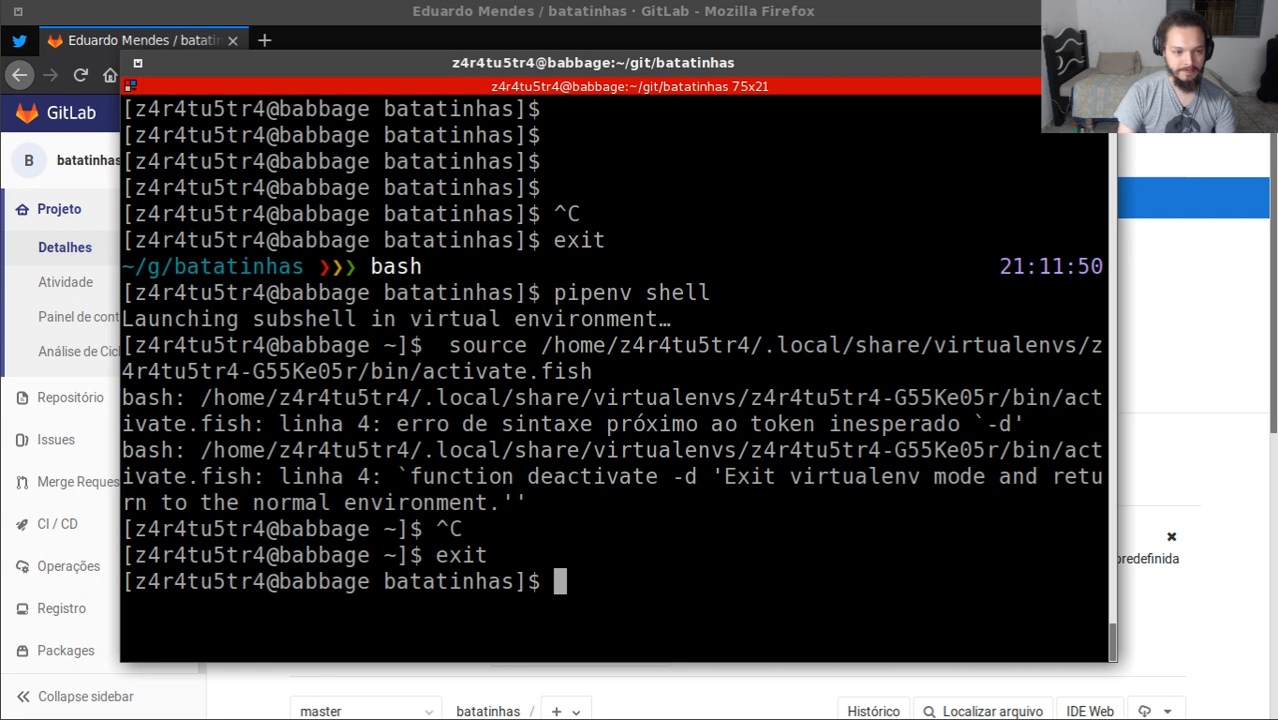 Eduardo Mendes / batatinhas · GitLab - Mozilla Firefox
Eduardo Mendes / batatin
z4r4tu5tr4@babbage:~/git/batatinhas
z4r4tu5tr4@babbage:~/git/batatinhas 75x21
GitLab
B batatinhas
Projeto
Detalhes
Atividade
Painel de cont
Análise de Cic
Repositório
Issues
Merge Reques
CI / CD
Operações
Registro
Packages
Collapse sidebar
[z4r4tu5tr4@babbage batatinhas]$
[z4r4tu5tr4@babbage batatinhas]$
[z4r4tu5tr4@babbage batatinhas]$
[z4r4tu5tr4@babbage batatinhas]$
[z4r4tu5tr4@babbage batatinhas]$ ^C
[z4r4tu5tr4@babbage batatinhas]$ exit
~/g/batatinhas ❯❯❯ bash 21:11:50
[z4r4tu5tr4@babbage batatinhas]$ pipenv shell
Launching subshell in virtual environment…
[z4r4tu5tr4@babbage ~]$  source /home/z4r4tu5tr4/.local/share/virtualenvs/z
4r4tu5tr4-G55Ke05r/bin/activate.fish
bash: /home/z4r4tu5tr4/.local/share/virtualenvs/z4r4tu5tr4-G55Ke05r/bin/act
ivate.fish: linha 4: erro de sintaxe próximo ao token inesperado `-d'
bash: /home/z4r4tu5tr4/.local/share/virtualenvs/z4r4tu5tr4-G55Ke05r/bin/act
ivate.fish: linha 4: `function deactivate -d 'Exit virtualenv mode and retu
rn to the normal environment.''
[z4r4tu5tr4@babbage ~]$ ^C
[z4r4tu5tr4@babbage ~]$ exit
[z4r4tu5tr4@babbage batatinhas]$
predefinida
master batatinhas / + Histórico Localizar arquivo IDE Web